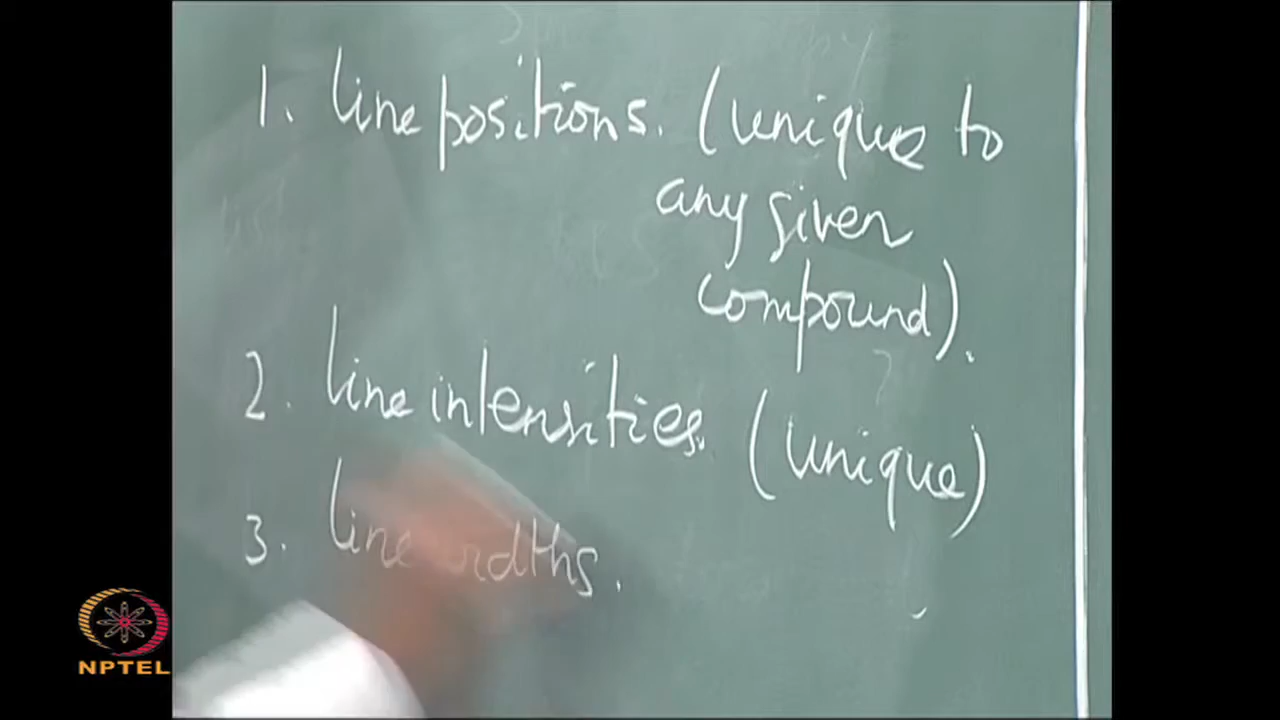 1. line positions. (unique to
any given
compound).
2. line intensities. (unique)
3. line widths.
NPTEL